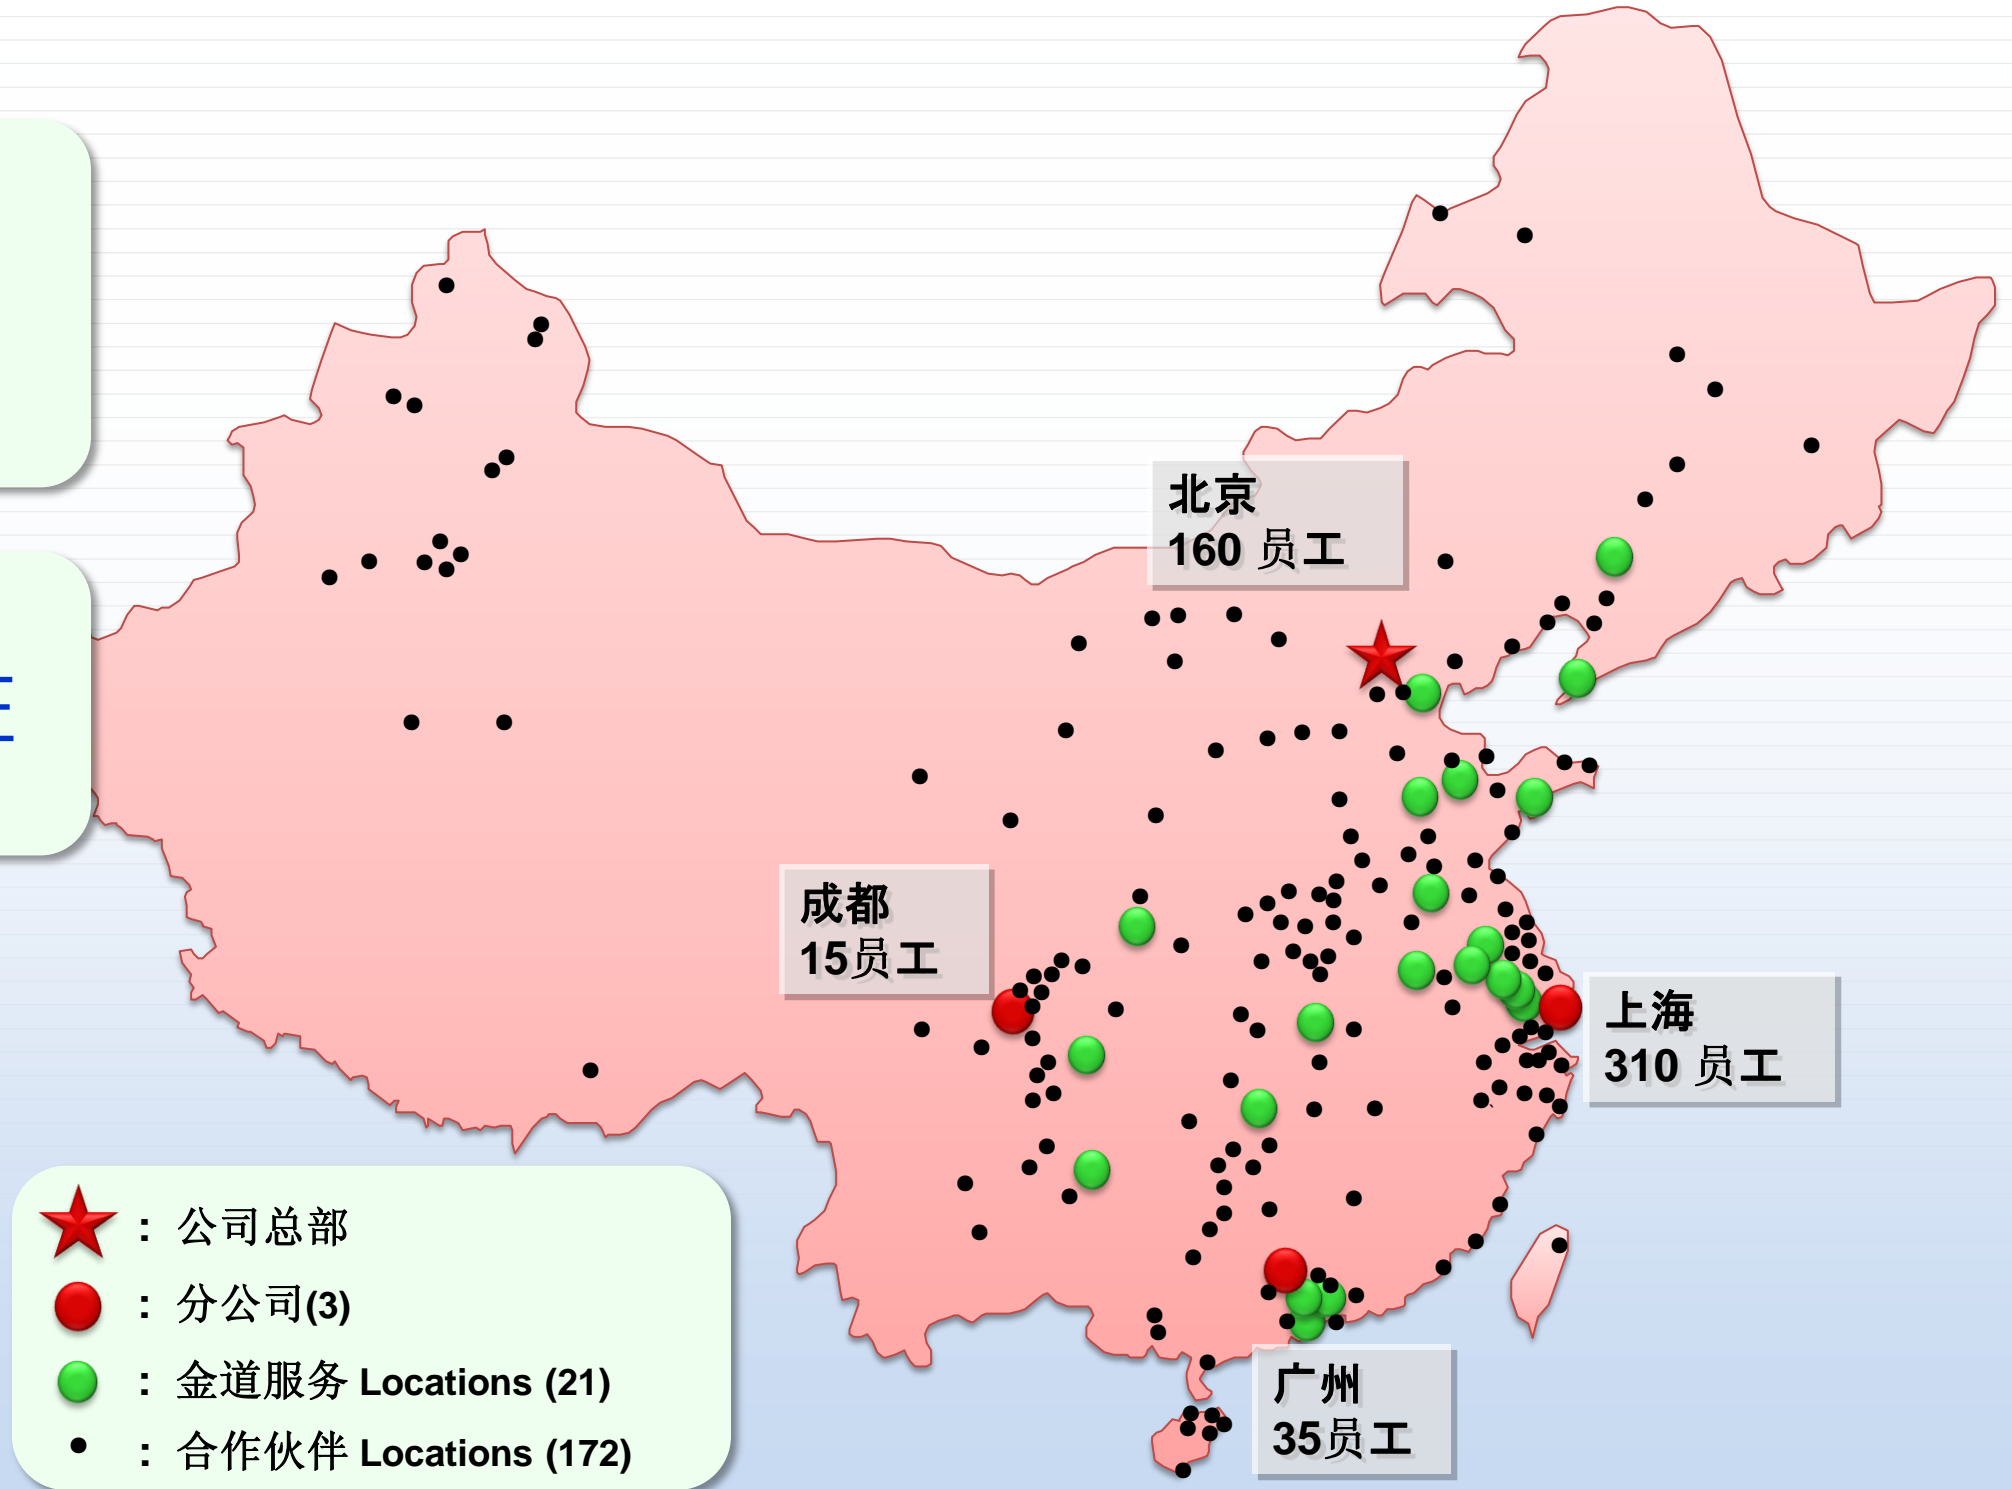 北京
160 员工
成都
15员工
上海
310 员工
: 公司总部
: 分公司(3)
: 金道服务 Locations (21)
: 合作伙伴 Locations (172)
广州
35员工